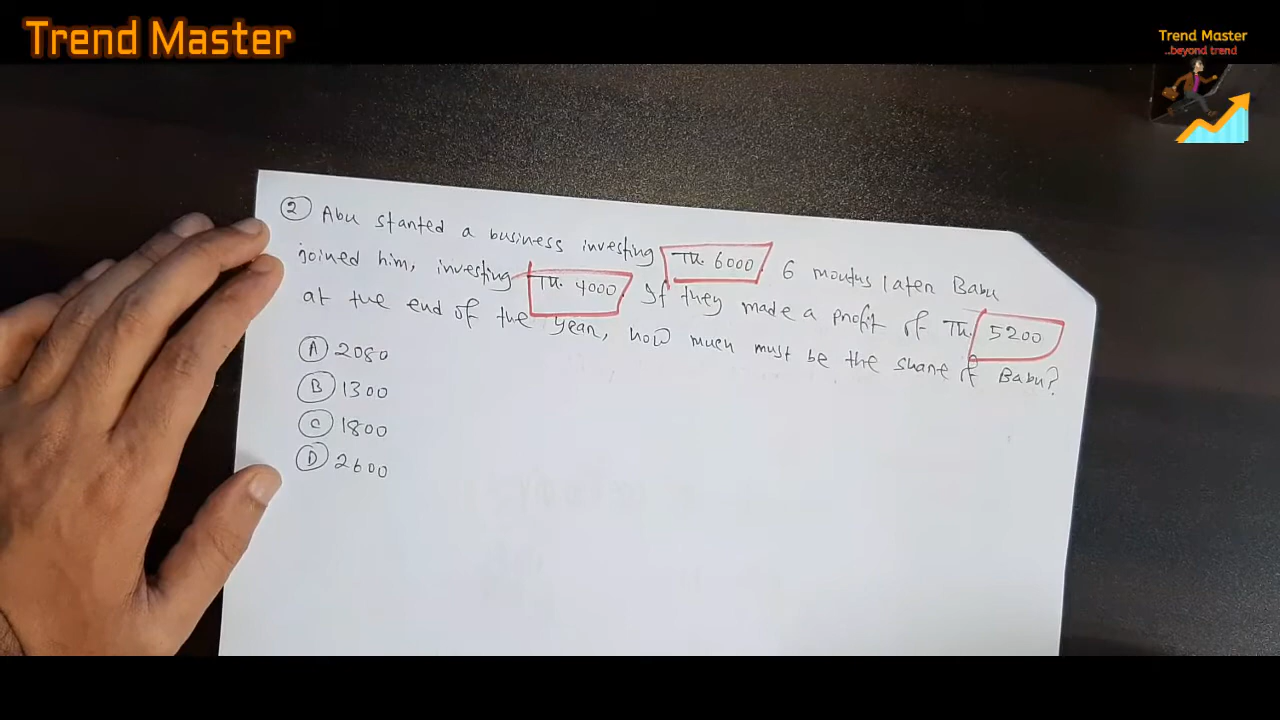 Trend Master
Trend Master
...beyond trend
2 Abu started a business investing Tk. 6000. 6 months later Babu
joined him, investing Tk. 4000. If they made a profit of Tk. 5200
at the end of the year, how much must be the share of Babu?
A 2080
B 1300
C 1800
D 2600